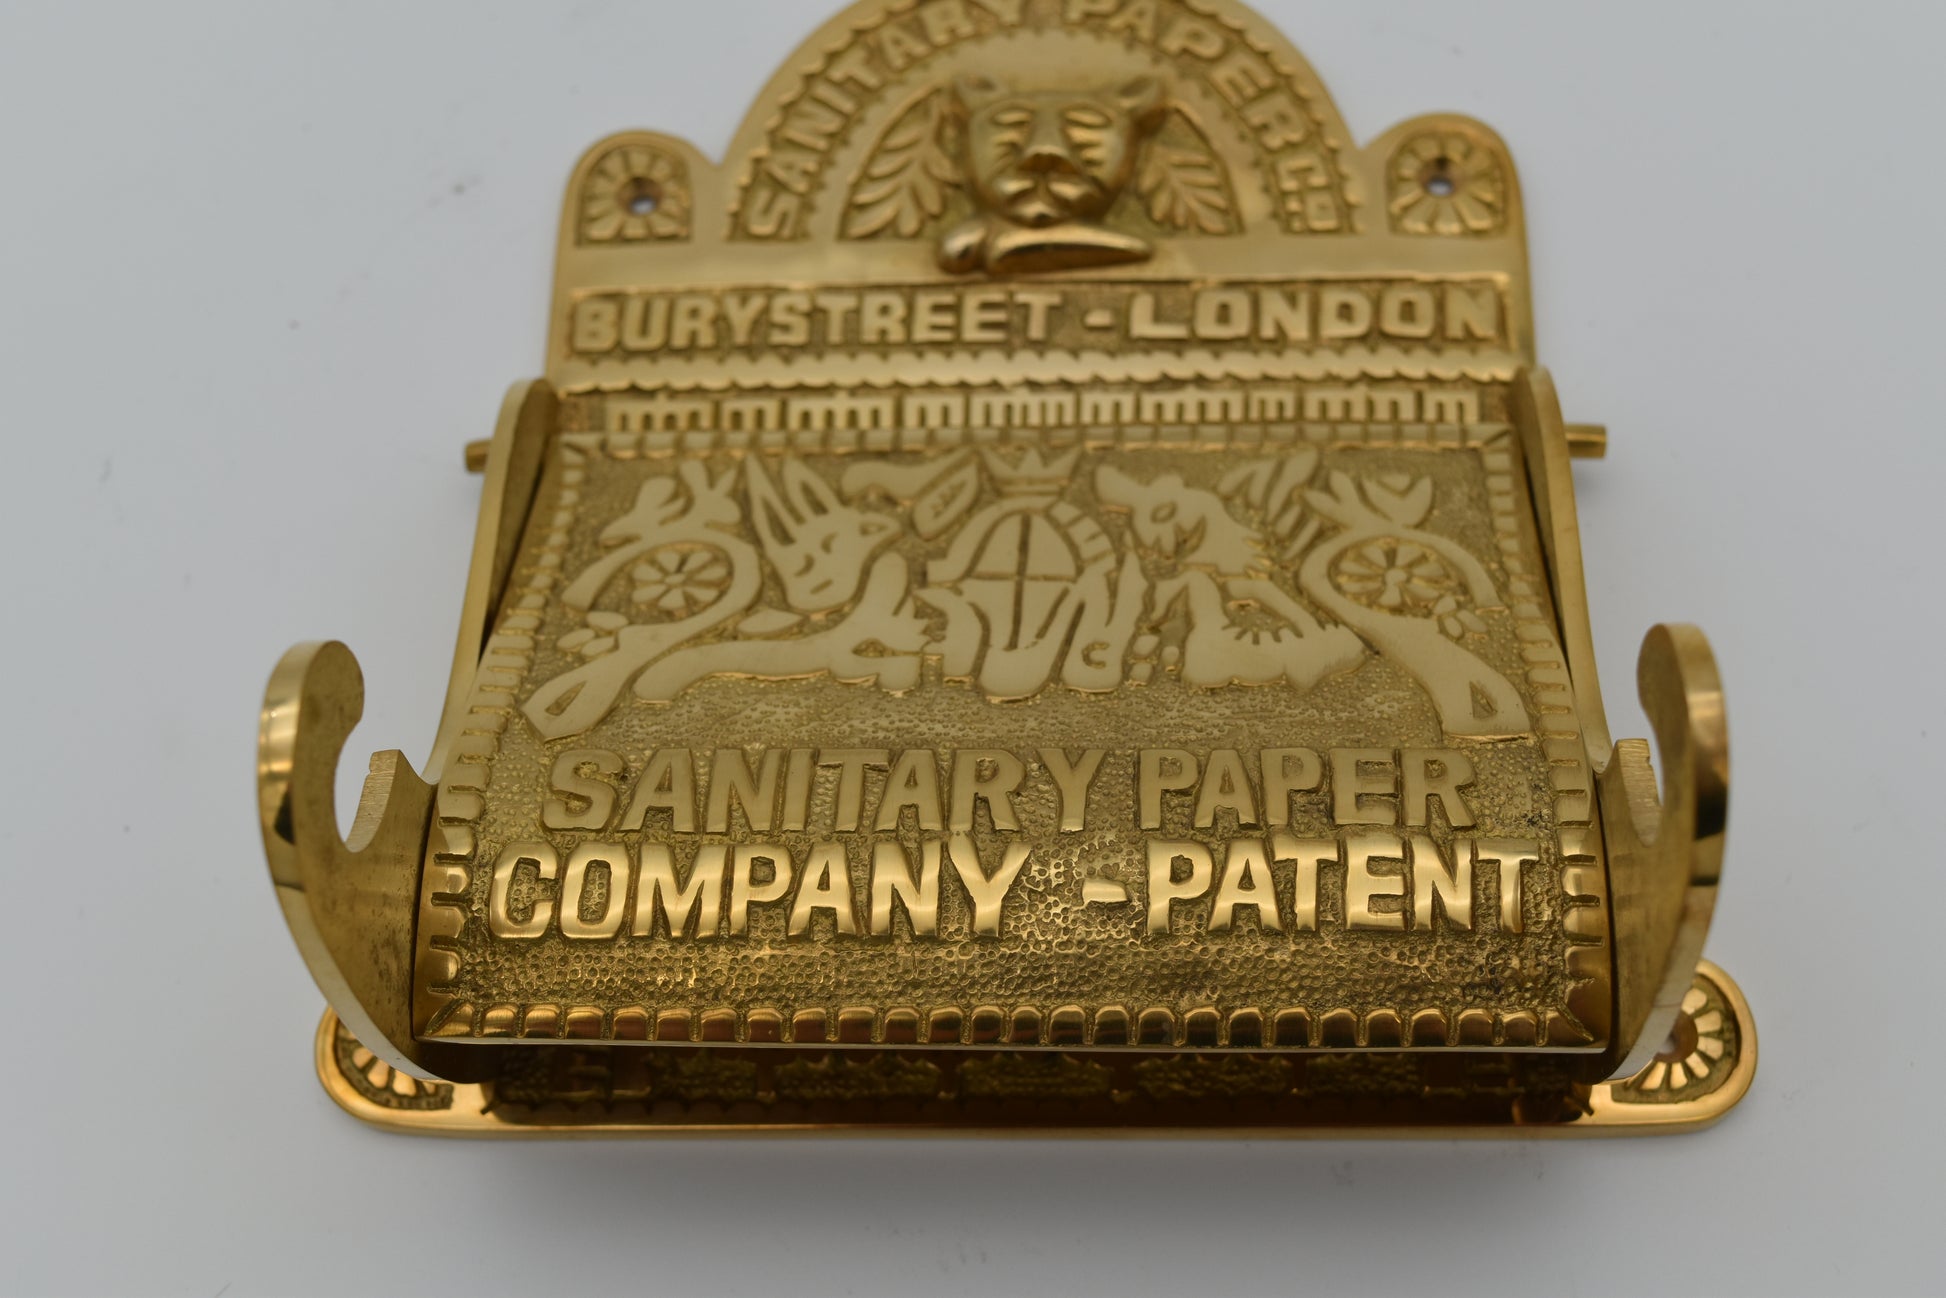 SANITARY PAPER Co.
BURYSTREET - LONDON
SANITARY PAPER
COMPANY - PATENT